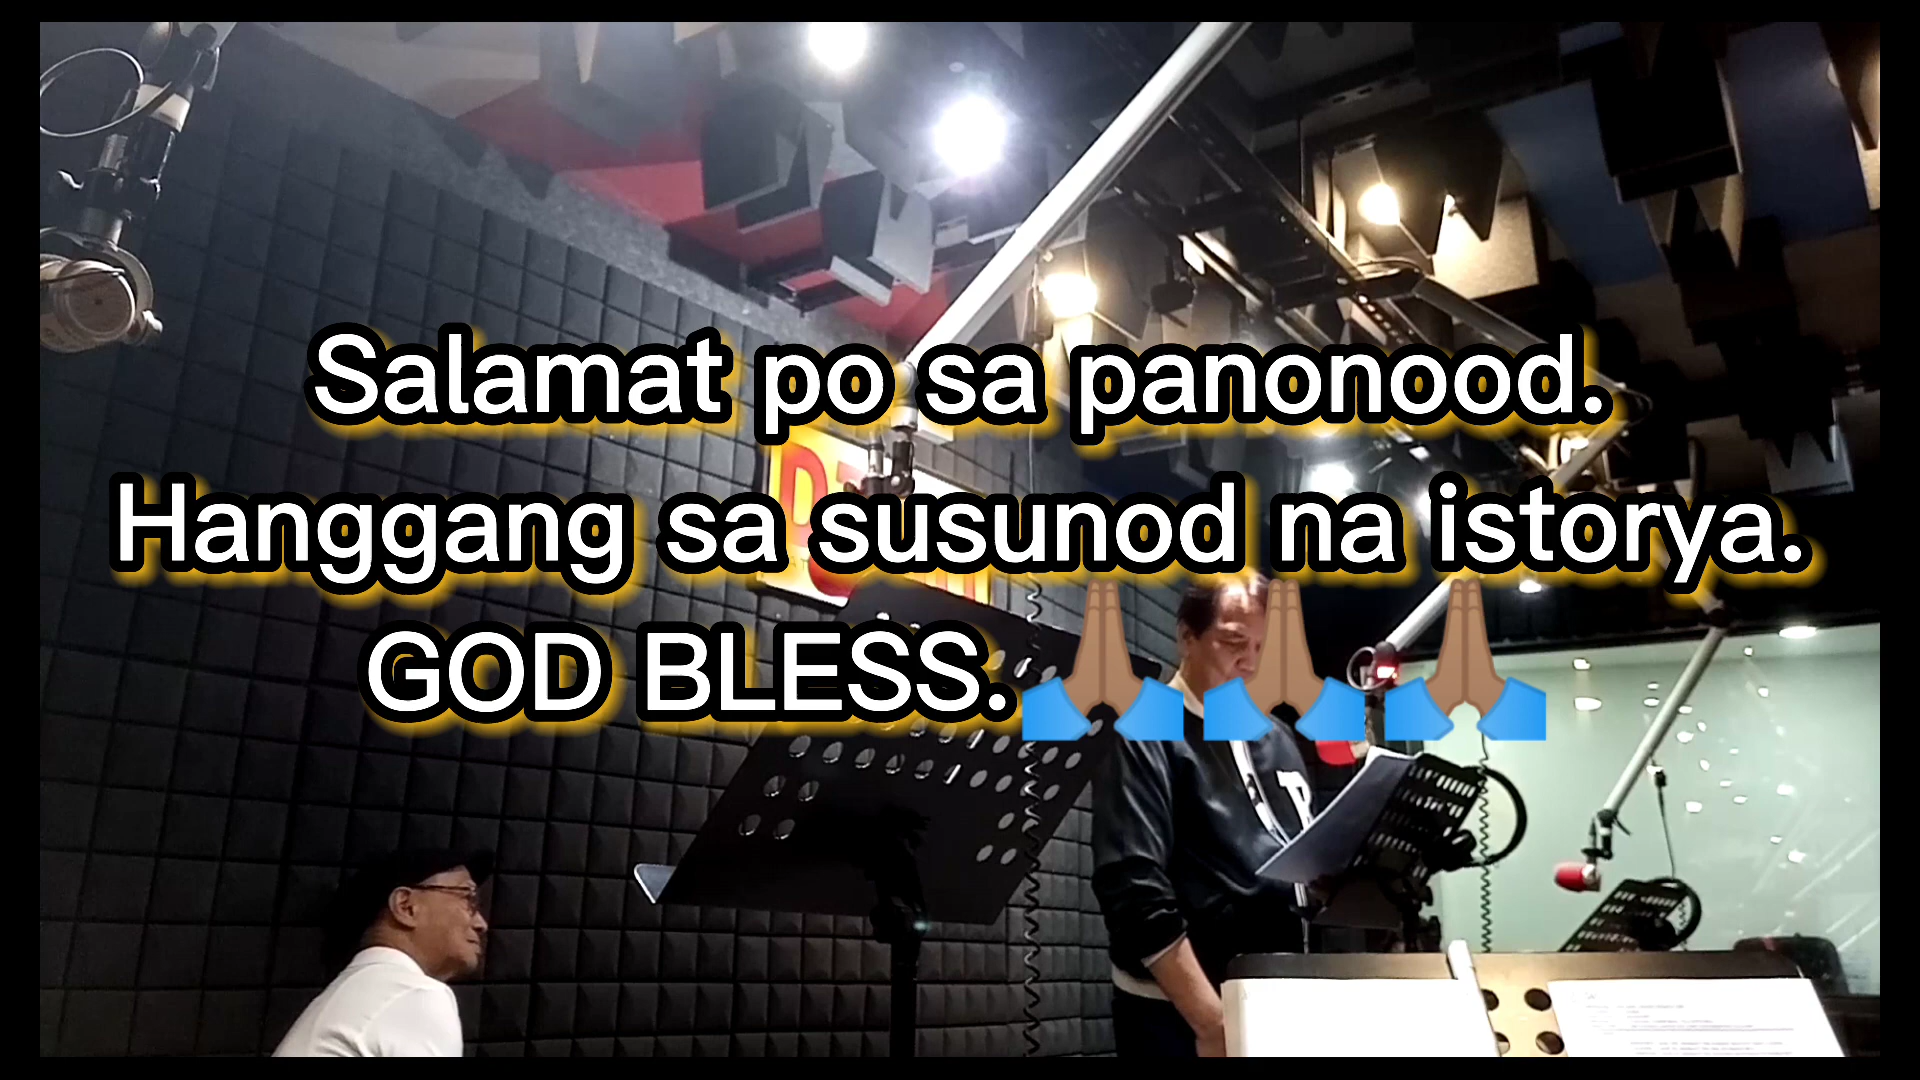 Salamat po sa panonood.
Hanggang sa susunod na istorya.
GOD BLESS.🙏🏽🙏🏽🙏🏽